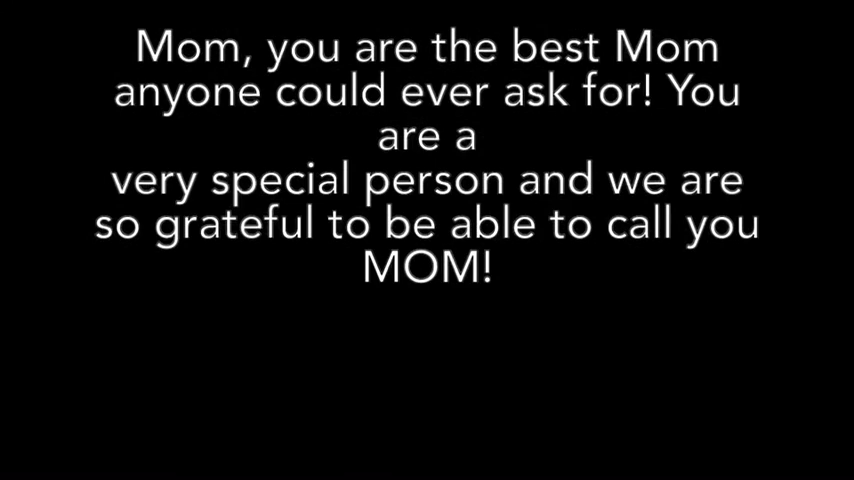 Mom, you are the best Mom
anyone could ever ask for! You
are a
very special person and we are
so grateful to be able to call you
MOM!